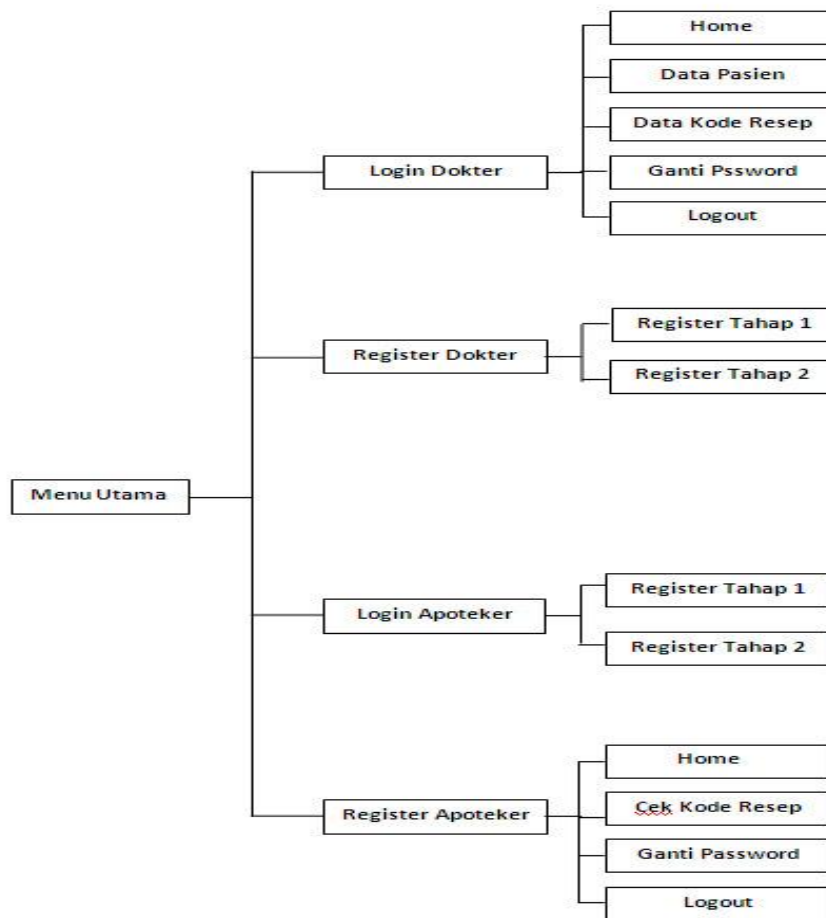 Menu Utama
Login Dokter
Home
Data Pasien
Data Kode Resep
Ganti Pssword
Logout
Register Dokter
Register Tahap 1
Register Tahap 2
Login Apoteker
Register Tahap 1
Register Tahap 2
Register Apoteker
Home
Cek Kode Resep
Ganti Password
Logout